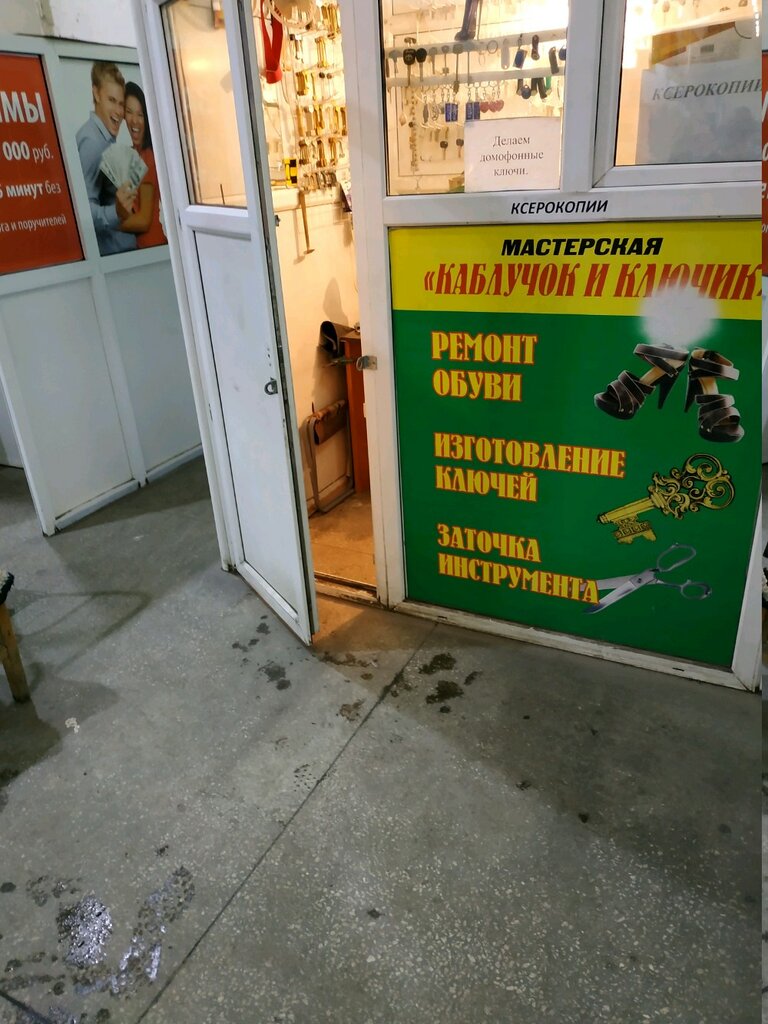 МЫ
000 руб.
5 минут без
га и поручителей
КСЕРОКОПИИ
Делаем
домофонные
ключи.
КСЕРОКОПИИ
МАСТЕРСКАЯ
«КАБЛУЧОК И КЛЮЧИК»
РЕМОНТ
ОБУВИ
ИЗГОТОВЛЕНИЕ
КЛЮЧЕЙ
ЗАТОЧКА
ИНСТРУМЕНТА